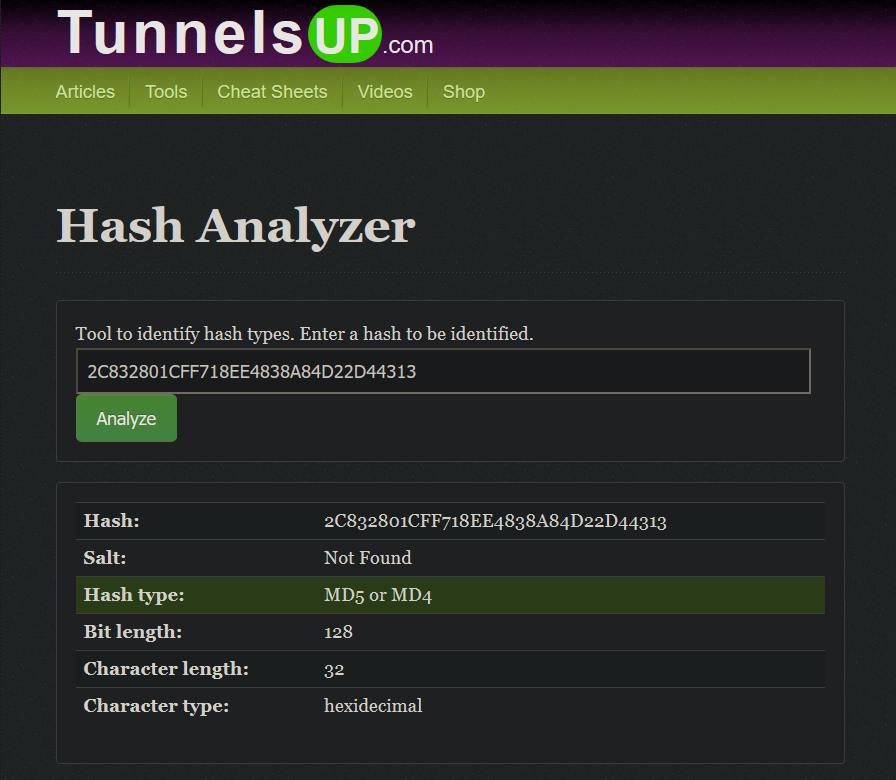 TunnelsUP.com
Articles Tools Cheat Sheets Videos Shop
Hash Analyzer
Tool to identify hash types. Enter a hash to be identified.
2C832801CFF718EE4838A84D22D44313
Analyze
Hash: 2C832801CFF718EE4838A84D22D44313
Salt: Not Found
Hash type: MD5 or MD4
Bit length: 128
Character length: 32
Character type: hexidecimal